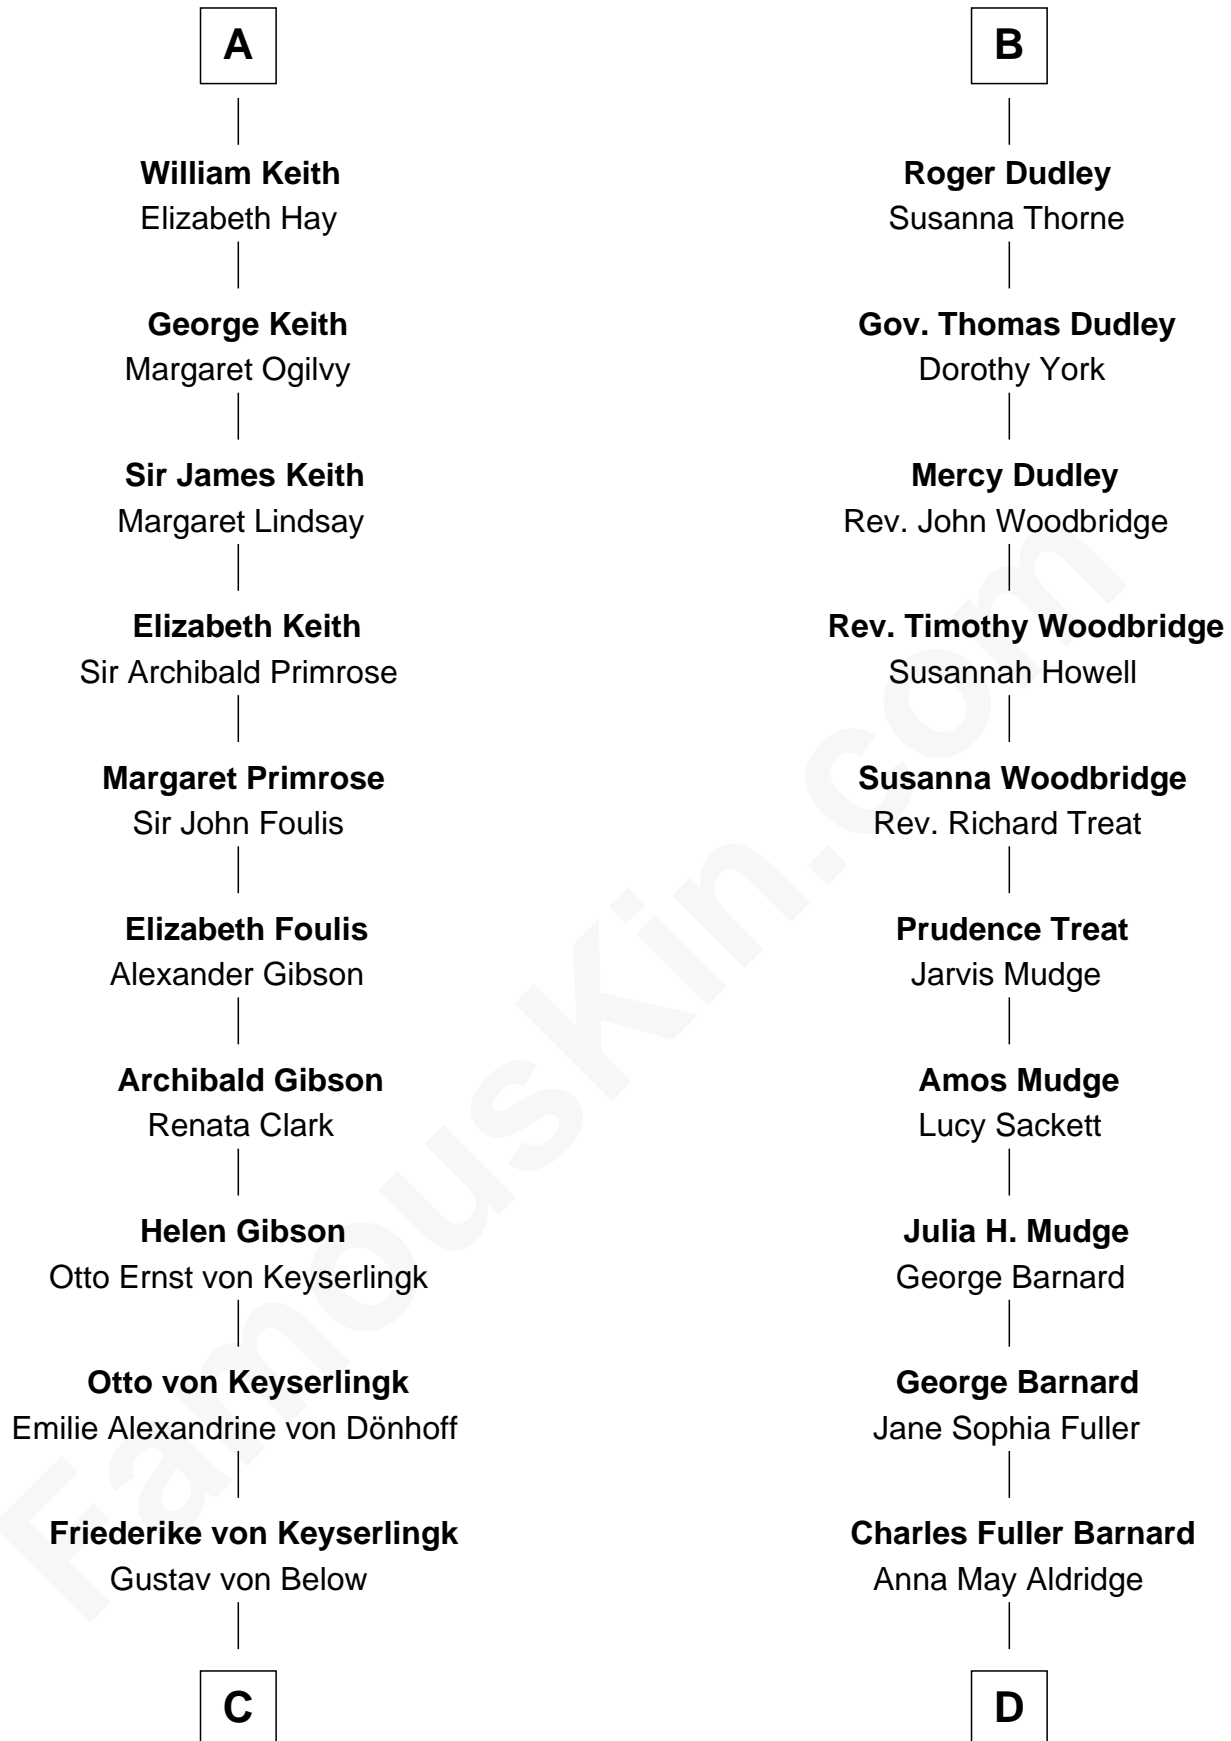 A
William Keith
Elizabeth Hay
George Keith
Margaret Ogilvy
Sir James Keith
Margaret Lindsay
Elizabeth Keith
Sir Archibald Primrose
Margaret Primrose
Sir John Foulis
Elizabeth Foulis
Alexander Gibson
Archibald Gibson
Renata Clark
Helen Gibson
Otto Ernst von Keyserlingk
Otto von Keyserlingk
Emilie Alexandrine von Dönhoff
Friederike von Keyserlingk
Gustav von Below
C
B
Roger Dudley
Susanna Thorne
Gov. Thomas Dudley
Dorothy York
Mercy Dudley
Rev. John Woodbridge
Rev. Timothy Woodbridge
Susannah Howell
Susanna Woodbridge
Rev. Richard Treat
Prudence Treat
Jarvis Mudge
Amos Mudge
Lucy Sackett
Julia H. Mudge
George Barnard
George Barnard
Jane Sophia Fuller
Charles Fuller Barnard
Anna May Aldridge
D
FamousKin.com